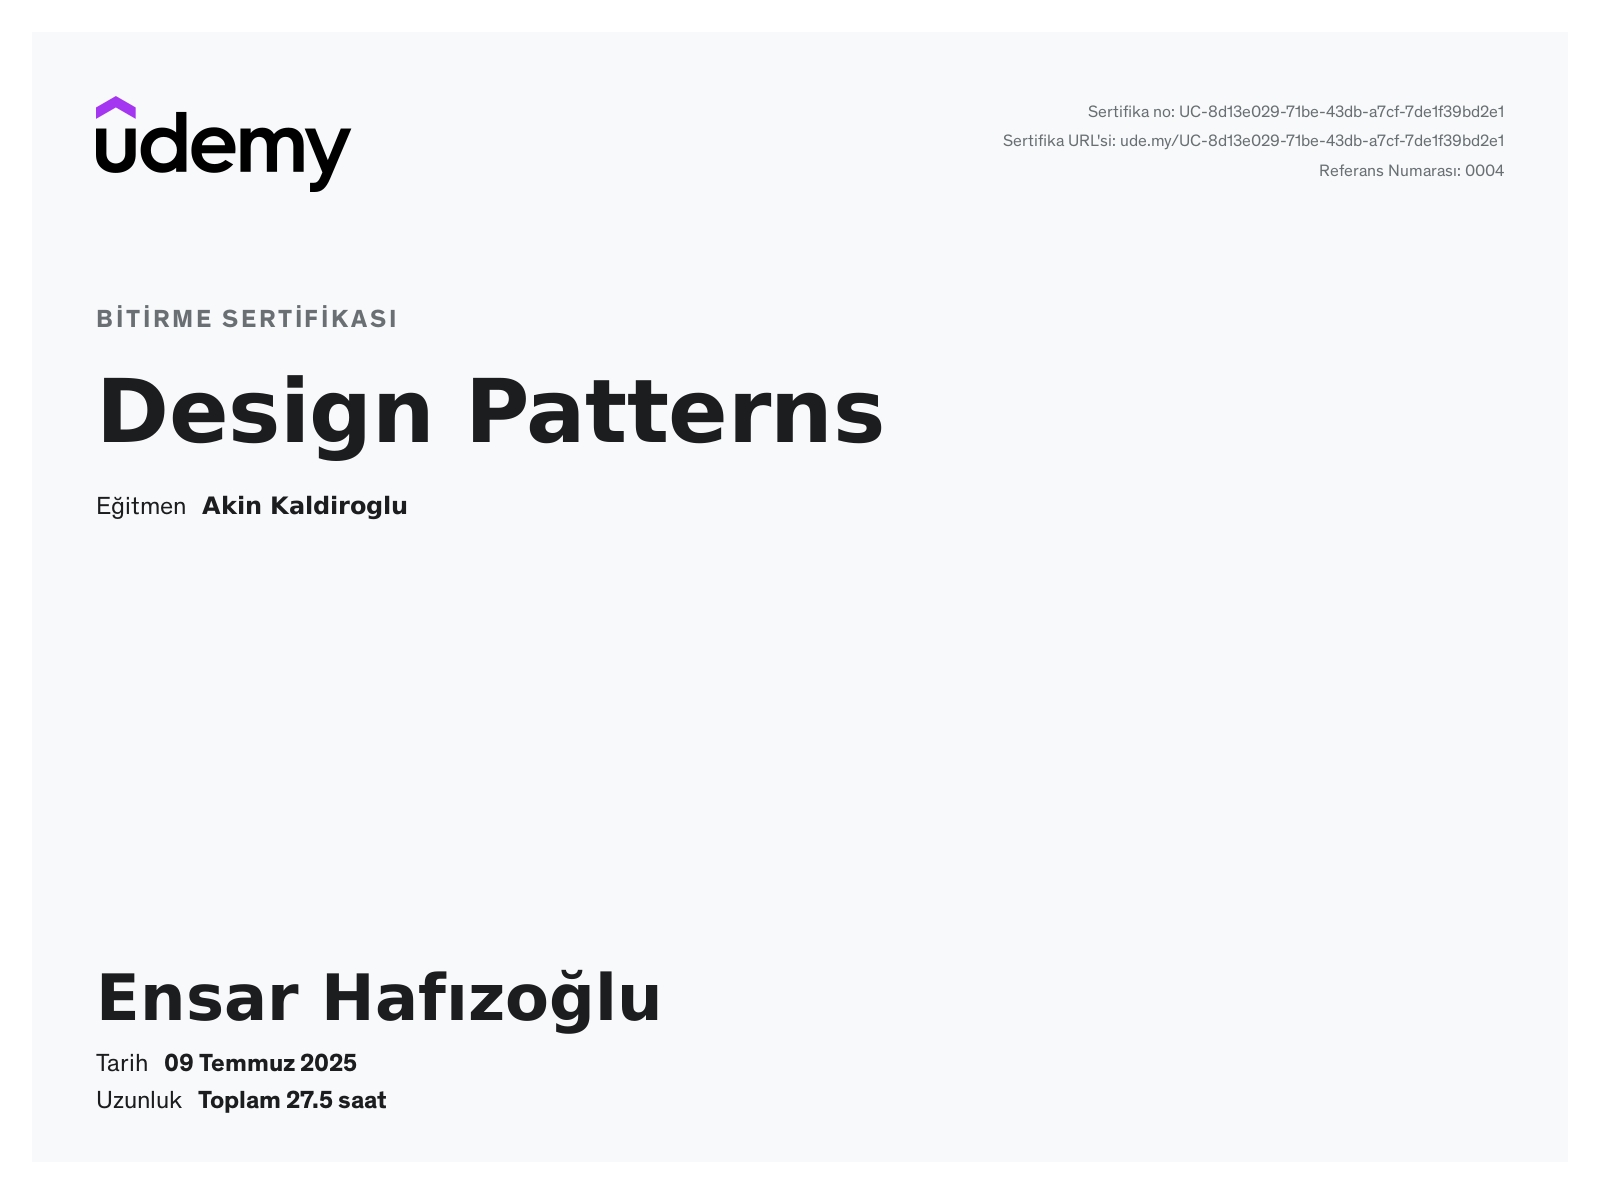 udemy
Sertifika no: UC-8d13e029-71be-43db-a7cf-7de1f39bd2e1
Sertifika URL'si: ude.my/UC-8d13e029-71be-43db-a7cf-7de1f39bd2e1
Referans Numarası: 0004
BİTİRME SERTİFİKASI
Design Patterns
Eğitmen Akin Kaldiroglu
Ensar Hafızoğlu
Tarih 09 Temmuz 2025
Uzunluk Toplam 27.5 saat